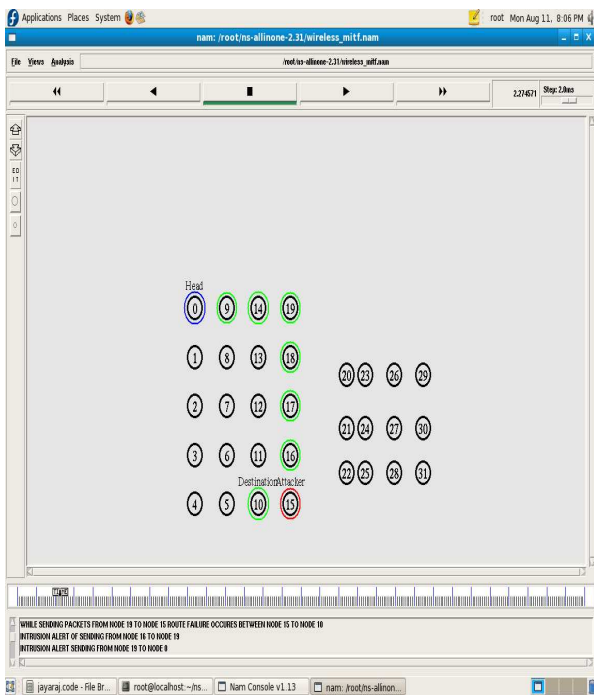 Applications Places System root Mon Aug 11, 8:06 PM
nam: /root/ns-allinone-2.31/wireless_mitf.nam
File Views Analysis /root/ns-allinone-2.31/wireless_mitf.nam
2.274571 Step: 2.0ms
ED
IT
Head
0 9 14 19
1 8 13 18
20 23 26 29
2 7 12 17
21 24 27 30
3 6 11 16
22 25 28 31
Destination Attacker
4 5 10 15
WHILE SENDING PACKETS FROM NODE 19 TO NODE 15 ROUTE FAILURE OCCURES BETWEEN NODE 15 TO NODE 10
INTRUSION ALERT OF SENDING FROM NODE 16 TO NODE 19
INTRUSION ALERT SENDING FROM NODE 19 TO NODE 0
jayaraj.code - File Br... root@localhost:~/ns... Nam Console v1.13 nam: /root/ns-allinon...